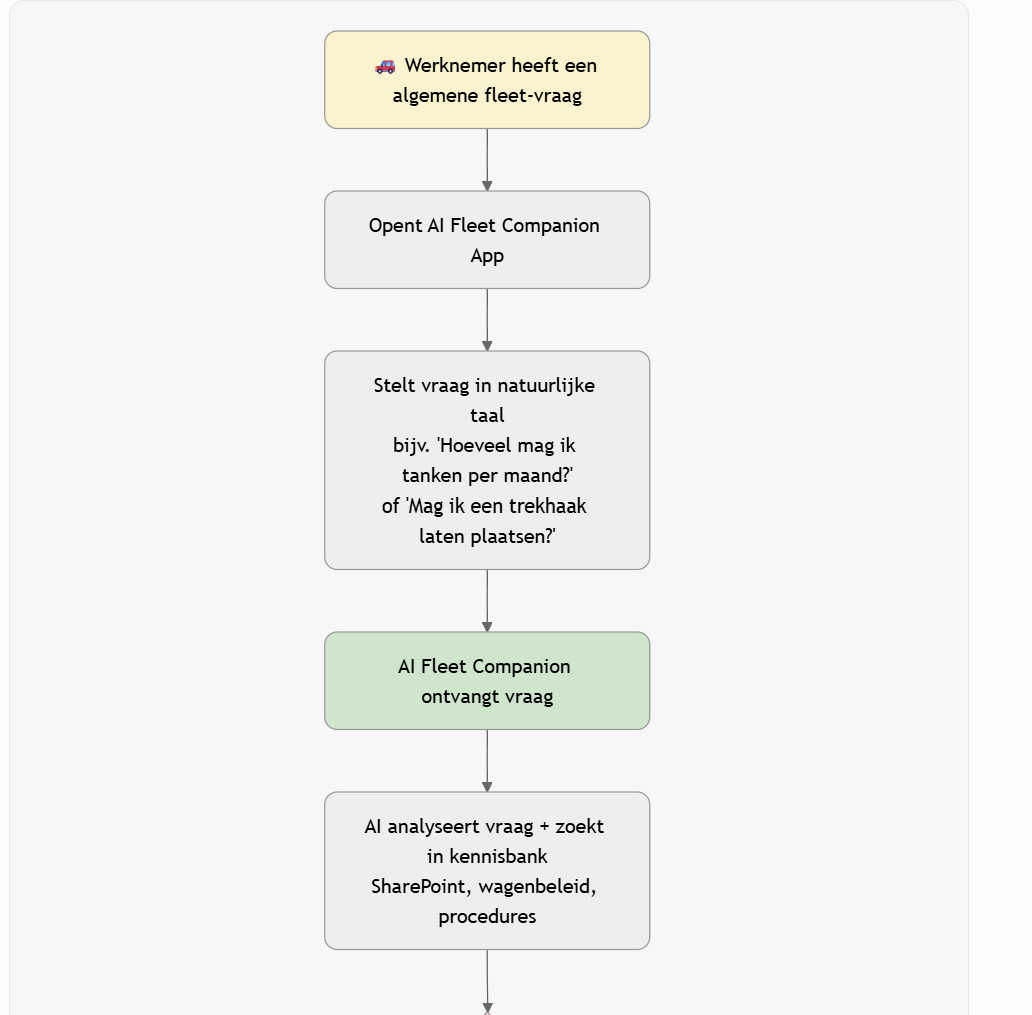 Werknemer heeft een
algemene fleet-vraag
Opent AI Fleet Companion
App
Stelt vraag in natuurlijke
taal
bijv. 'Hoeveel mag ik
tanken per maand?'
of 'Mag ik een trekhaak
laten plaatsen?'
AI Fleet Companion
ontvangt vraag
AI analyseert vraag + zoekt
in kennisbank
SharePoint, wagenbeleid,
procedures